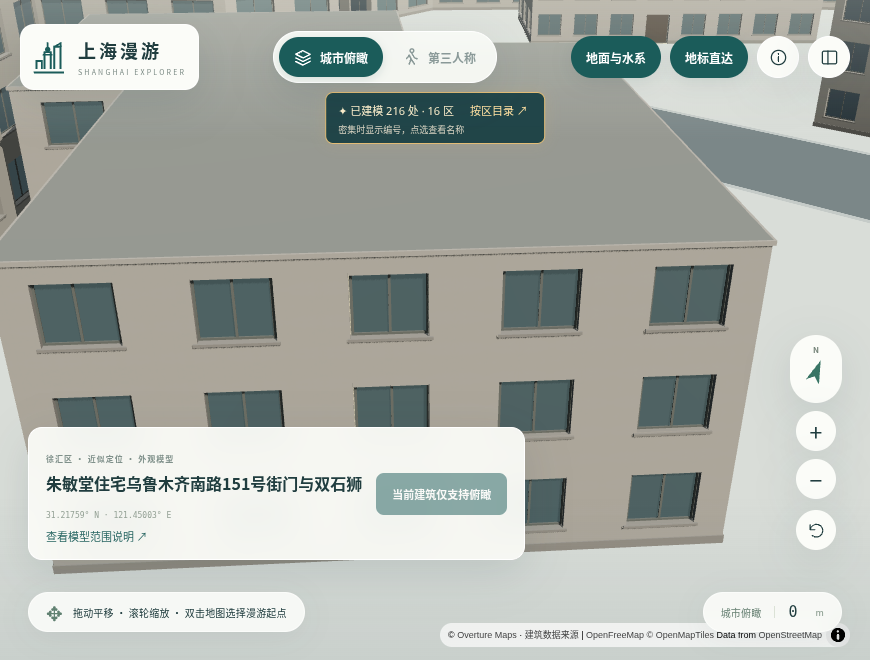 上海漫游
SHANGHAI EXPLORER
城市俯瞰
第三人称
地面与水系
地标直达
✦ 已建模 216 处 · 16 区 按区目录 ↗
密集时显示编号，点选查看名称
N
徐汇区 · 近似定位 · 外观模型
朱敏堂住宅乌鲁木齐南路151号街门与双石狮
当前建筑仅支持俯瞰
31.21759° N · 121.45003° E
查看模型范围说明 ↗
拖动平移 · 滚轮缩放 · 双击地图选择漫游起点
城市俯瞰 0 m
© Overture Maps · 建筑数据来源 | OpenFreeMap © OpenMapTiles Data from OpenStreetMap